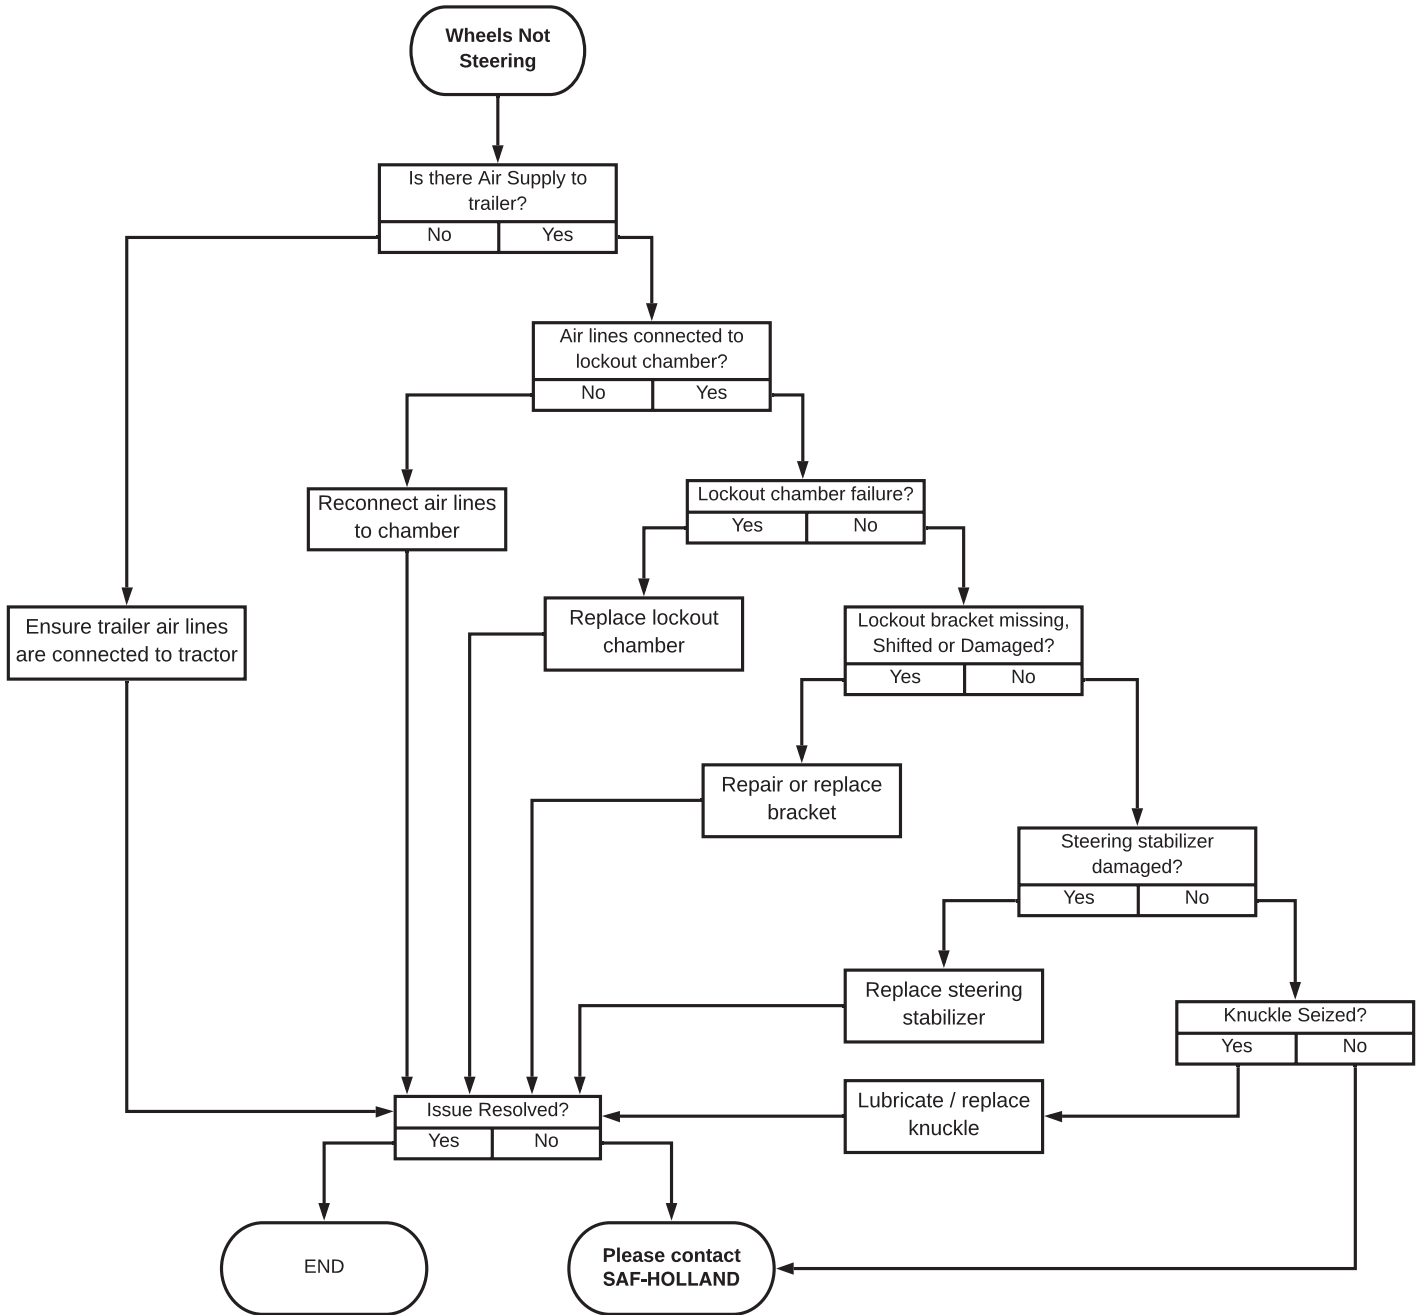 Wheels Not
Steering
Is there Air Supply to
trailer?
No
Yes
Air lines connected to
lockout chamber?
No
Yes
Reconnect air lines
to chamber
Lockout chamber failure?
Yes
No
Ensure trailer air lines
are connected to tractor
Replace lockout
chamber
Lockout bracket missing,
Shifted or Damaged?
Yes
No
Repair or replace
bracket
Steering stabilizer
damaged?
Yes
No
Replace steering
stabilizer
Knuckle Seized?
Yes
No
Lubricate / replace
knuckle
Issue Resolved?
Yes
No
END
Please contact
SAF-HOLLAND